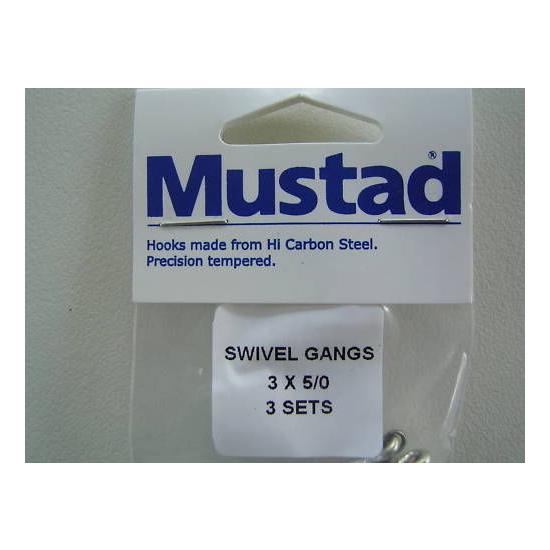 Mustad®
Hooks made from Hi Carbon Steel.
Precision tempered.
SWIVEL GANGS
3 X 5/0
3 SETS